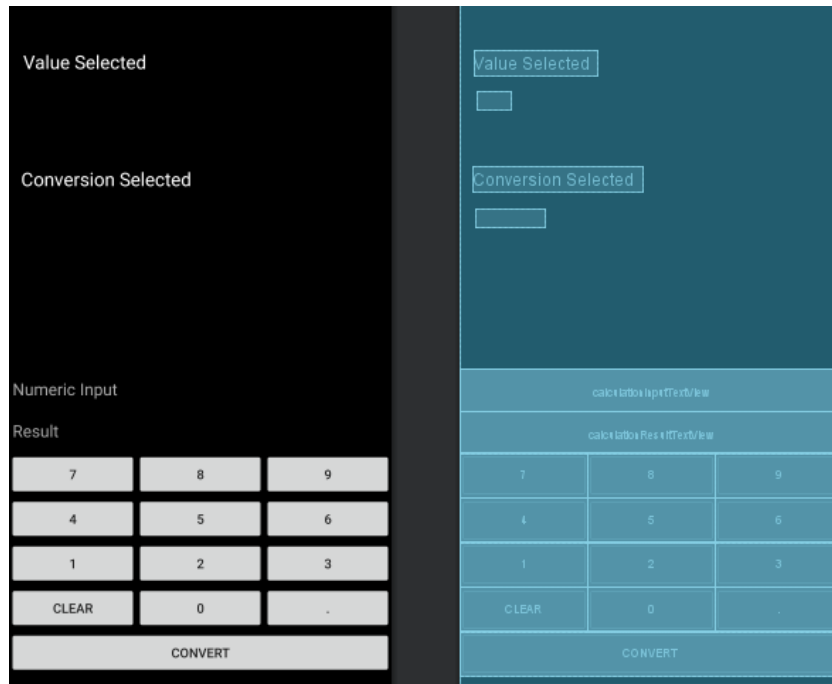 Value Selected
Conversion Selected
Numeric Input
Result
7 8 9
4 5 6
1 2 3
CLEAR 0 .
CONVERT
Value Selected
Conversion Selected
calculationInputTextView
calculationResultTextView
7 8 9
4 5 6
1 2 3
CLEAR 0 .
CONVERT